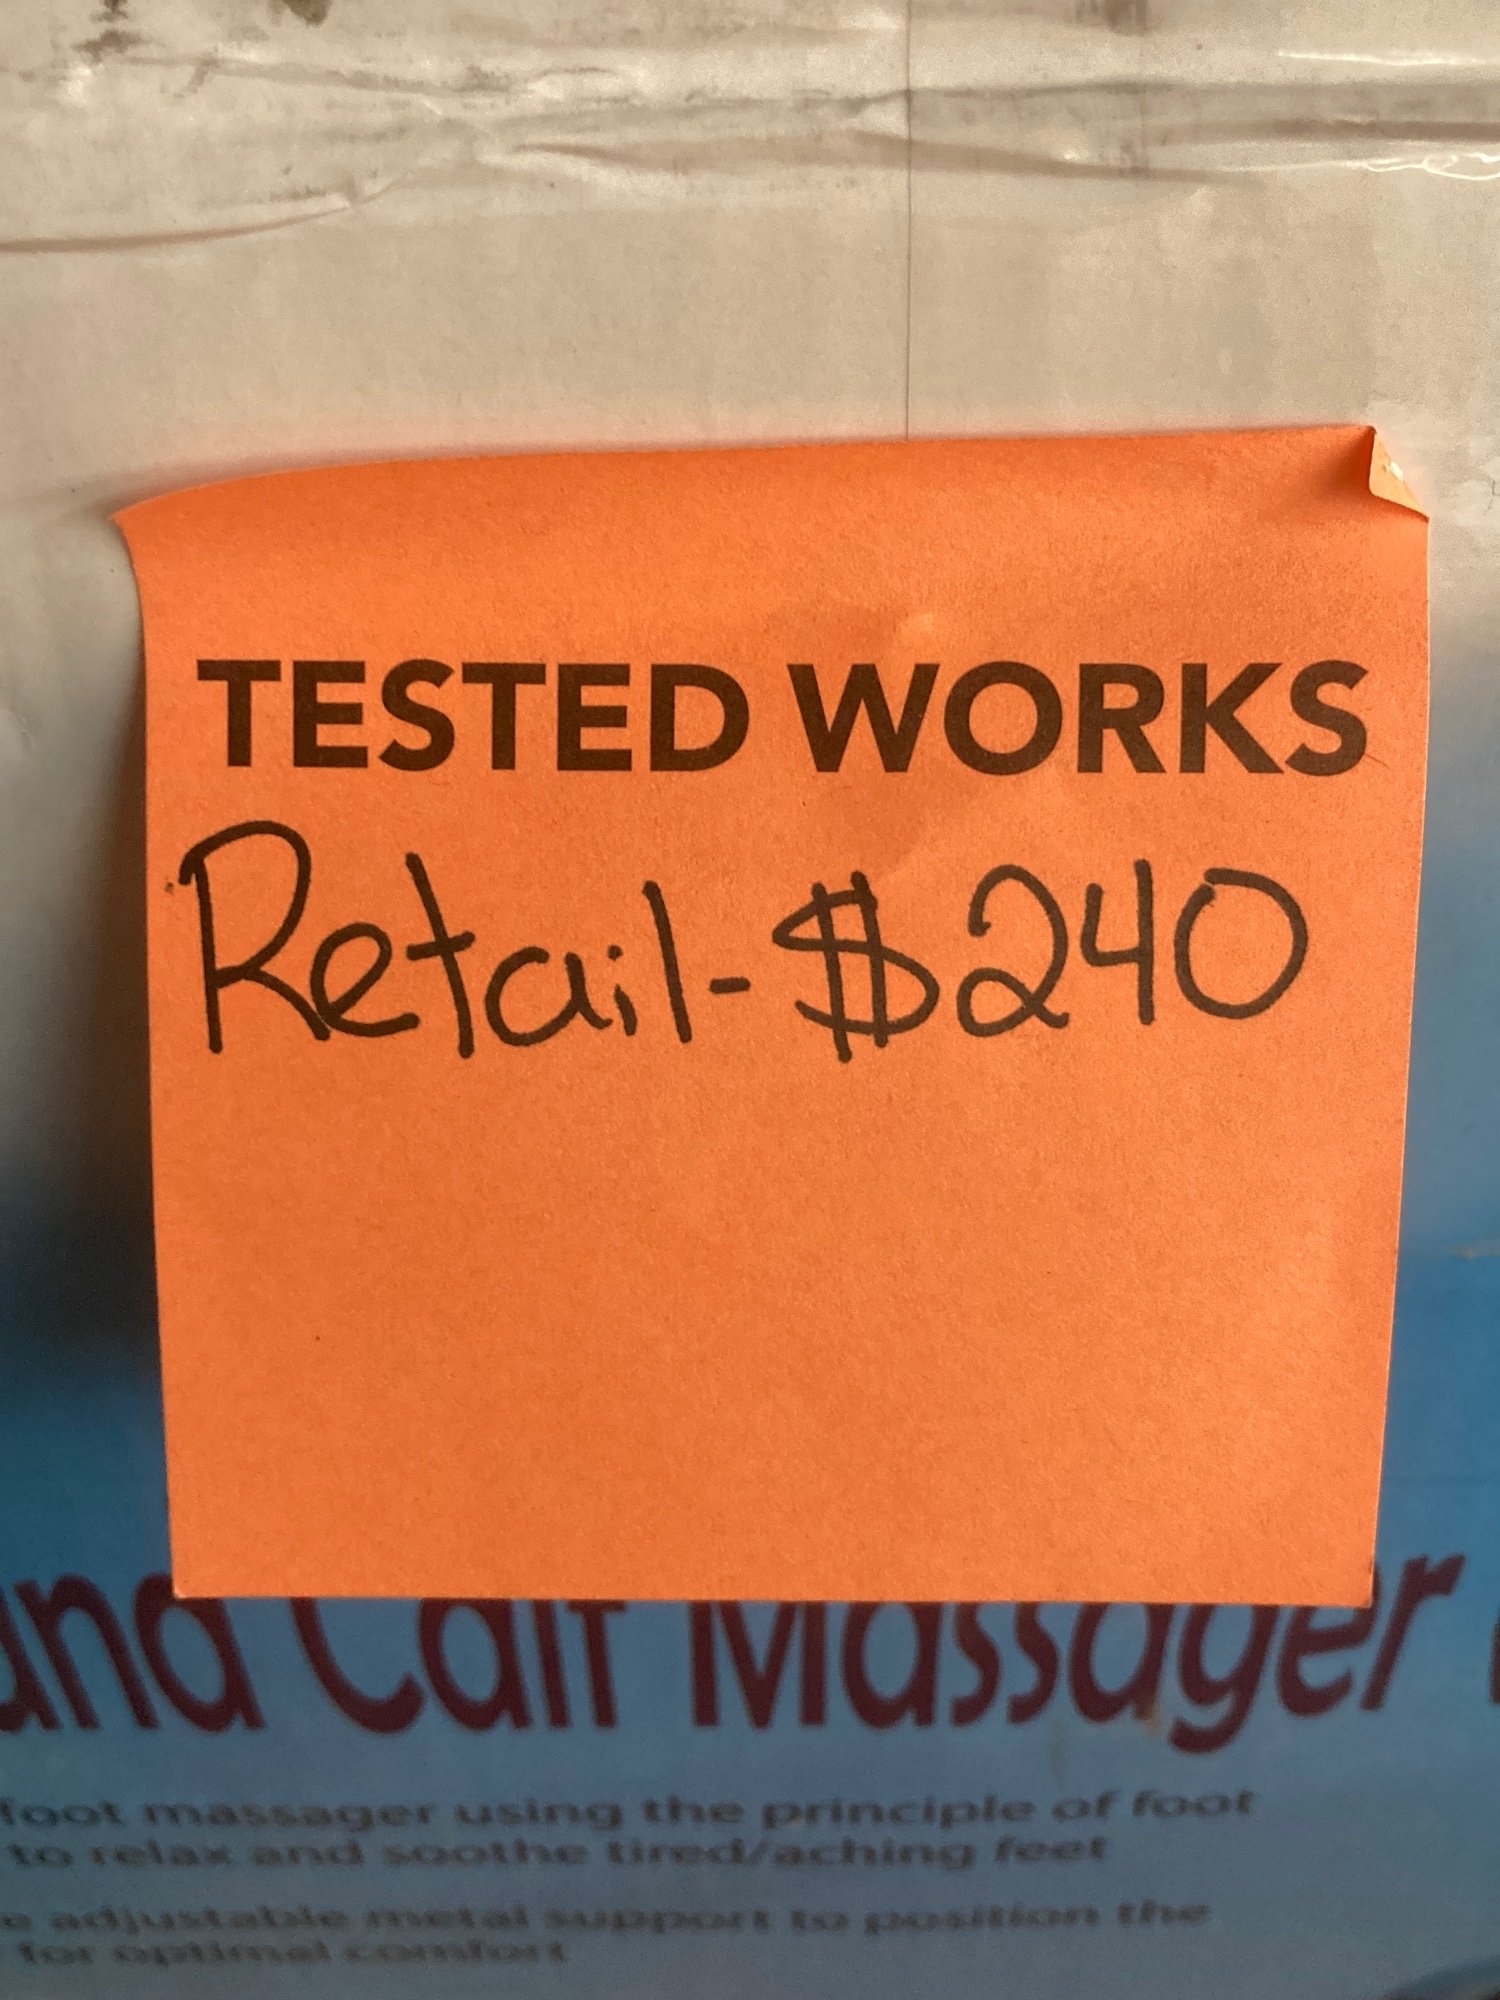 TESTED WORKS
Retail-$240
and Calf Massager
foot massager using the principle of foot
to relax and soothe tired/aching feet
e adjustable metal support to position the
for optimal comfort